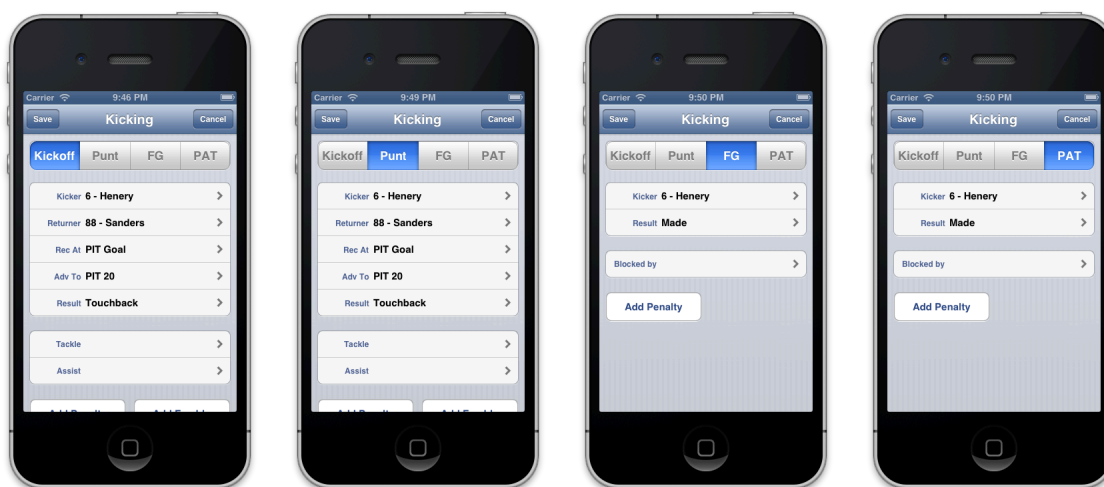 Carrier 9:46 PM
Save Kicking Cancel
Kickoff Punt FG PAT
Kicker 6 - Henery
Returner 88 - Sanders
Rec At PIT Goal
Adv To PIT 20
Result Touchback
Tackle
Assist
Carrier 9:49 PM
Save Kicking Cancel
Kickoff Punt FG PAT
Kicker 6 - Henery
Returner 88 - Sanders
Rec At PIT Goal
Adv To PIT 20
Result Touchback
Tackle
Assist
Carrier 9:50 PM
Save Kicking Cancel
Kickoff Punt FG PAT
Kicker 6 - Henery
Result Made
Blocked by
Add Penalty
Carrier 9:50 PM
Save Kicking Cancel
Kickoff Punt FG PAT
Kicker 6 - Henery
Result Made
Blocked by
Add Penalty